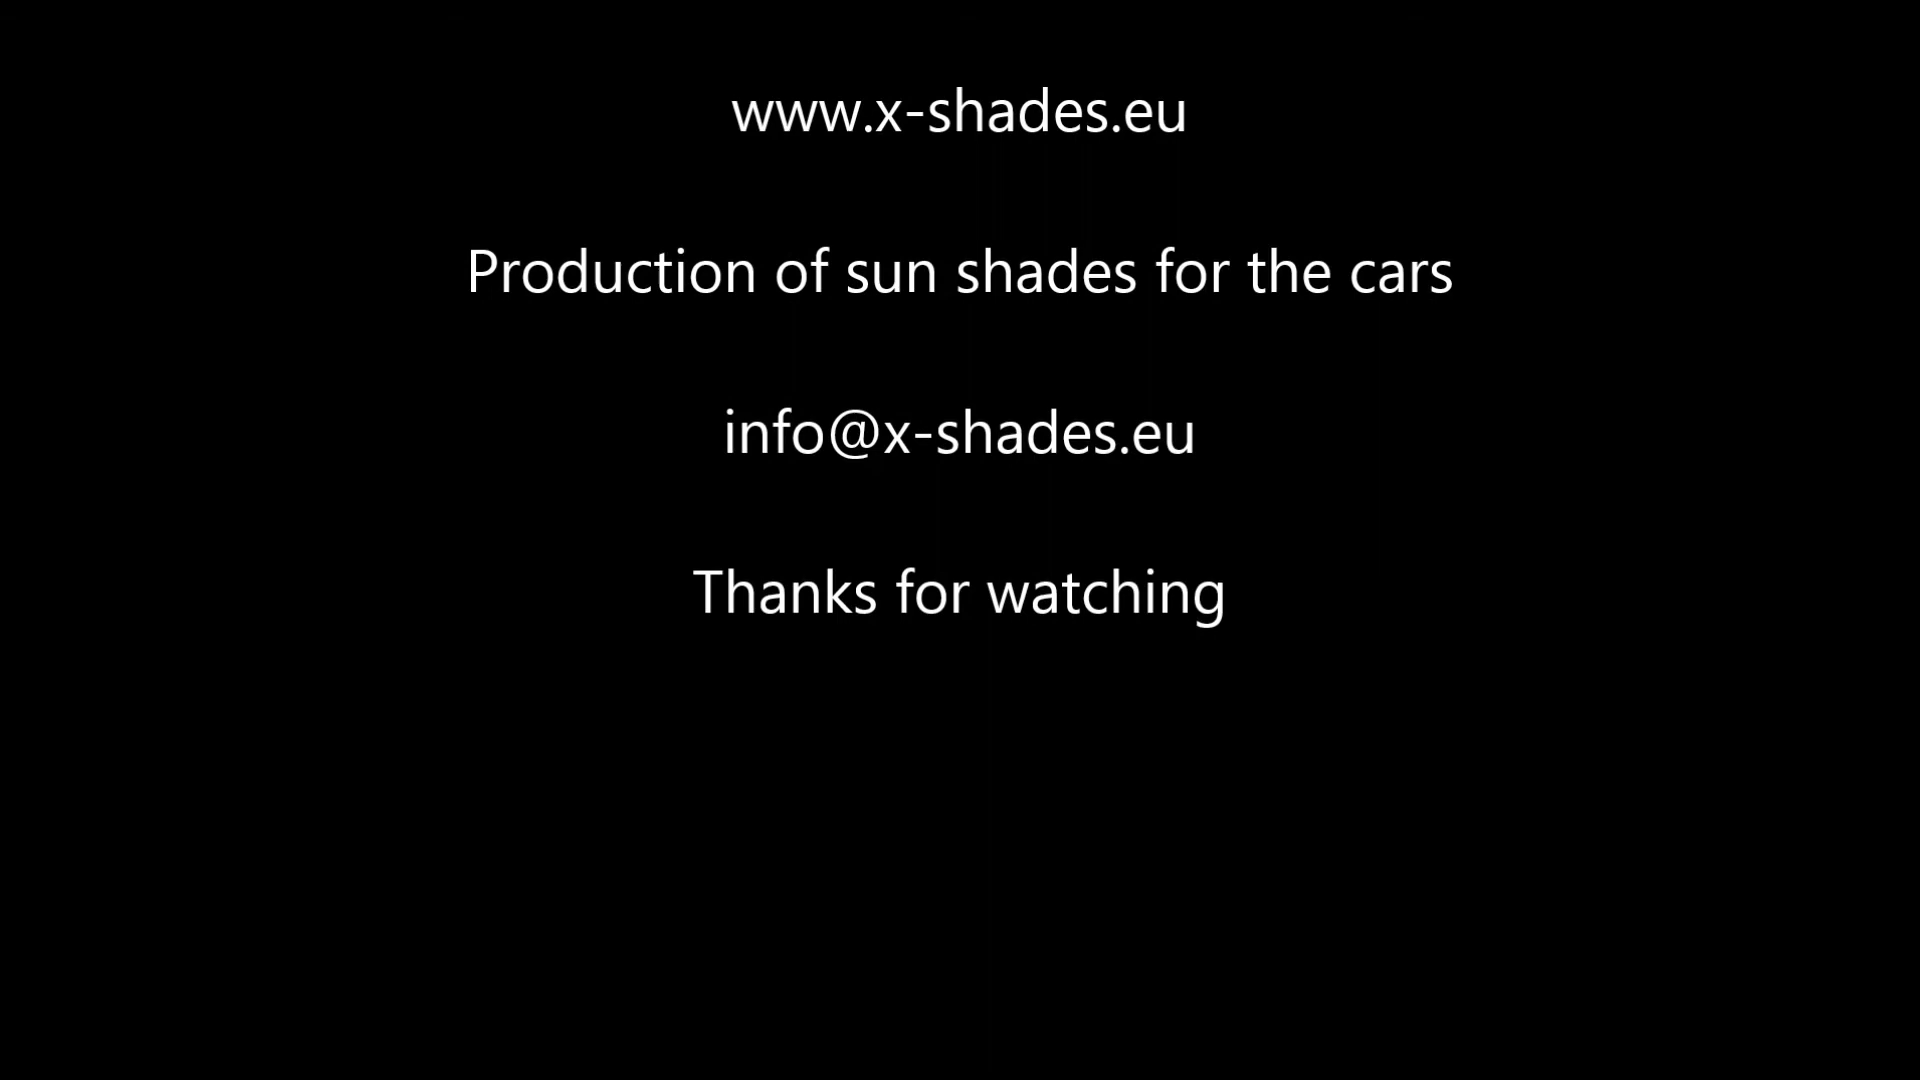 www.x-shades.eu
Production of sun shades for the cars
info@x-shades.eu
Thanks for watching